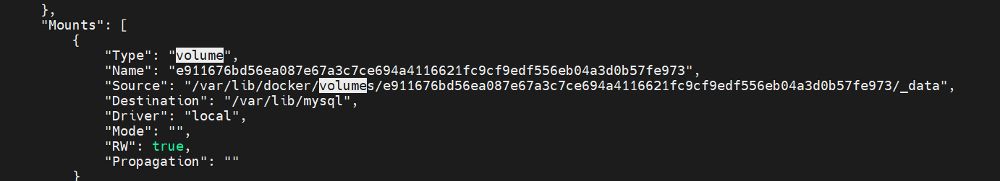 },
"Mounts": [
{
"Type": "volume",
"Name": "e911676bd56ea087e67a3c7ce694a4116621fc9cf9edf556eb04a3d0b57fe973",
"Source": "/var/lib/docker/volumes/e911676bd56ea087e67a3c7ce694a4116621fc9cf9edf556eb04a3d0b57fe973/_data",
"Destination": "/var/lib/mysql",
"Driver": "local",
"Mode": "",
"RW": true,
"Propagation": ""
}